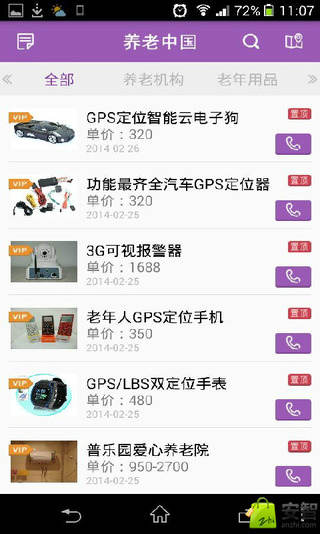 72% 11:07
养老中国
全部 养老机构 老年用品
VIP
GPS定位智能云电子狗
置顶
单价：320
2014-02-26
VIP
功能最齐全汽车GPS定位器
置顶
单价：320
2014-02-25
VIP
3G可视报警器
置顶
单价：1688
2014-02-25
VIP
老年人GPS定位手机
置顶
单价：350
2014-02-25
VIP
GPS/LBS双定位手表
置顶
单价：480
2014-02-25
VIP
普乐园爱心养老院
置顶
单价：950-2700
2014-02-25
安智
anzhi.com